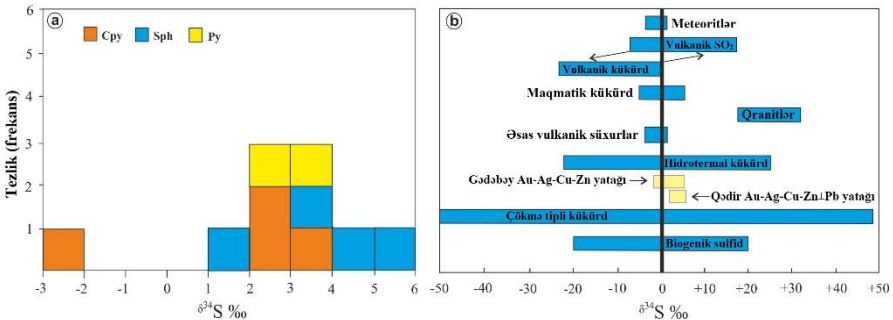 a
Tezlik (frekans)
6
5
4
3
2
1
Cpy
Sph
Py
-3
-2
-1
0
1
2
3
4
5
6
δ³⁴S ‰
b
Meteoritlər
Vulkanik SO₂
Vulkanik kükürd
Maqmatik kükürd
Qranitlər
Əsas vulkanik süxurlar
Hidrotermal kükürd
Gədəbəy Au-Ag-Cu-Zn yatağı
Qədir Au-Ag-Cu-Zn⊥Pb yatağı
Çökmə tipli kükürd
Biogenik sulfid
-50
-40
-30
-20
-10
0
+10
+20
+30
+40
+50
δ³⁴S ‰